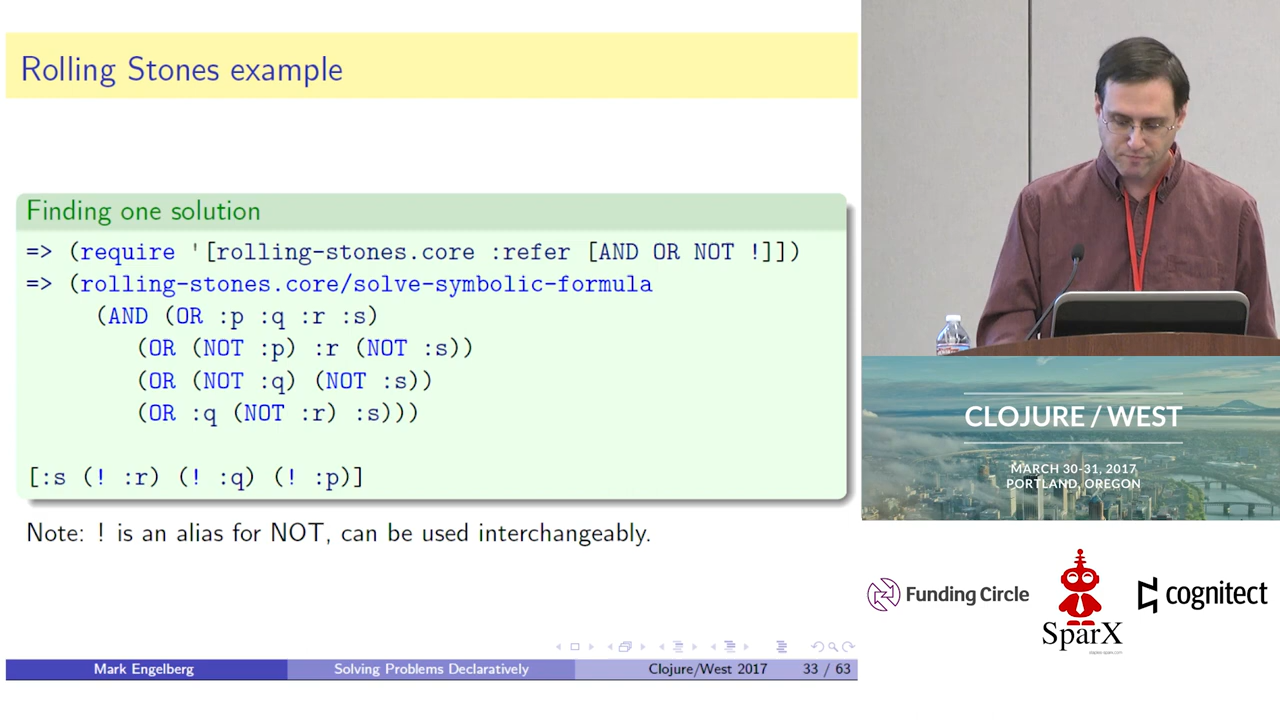 Rolling Stones example
Finding one solution
=> (require '[rolling-stones.core :refer [AND OR NOT !]])
=> (rolling-stones.core/solve-symbolic-formula
(AND (OR :p :q :r :s)
(OR (NOT :p) :r (NOT :s))
(OR (NOT :q) (NOT :s))
(OR :q (NOT :r) :s)))
[:s (! :r) (! :q) (! :p)]
Note: ! is an alias for NOT, can be used interchangeably.
Mark Engelberg
Solving Problems Declaratively
Clojure/West 2017
33 / 63
CLOJURE / WEST
MARCH 30-31, 2017
PORTLAND, OREGON
Funding Circle
SparX
cognitect